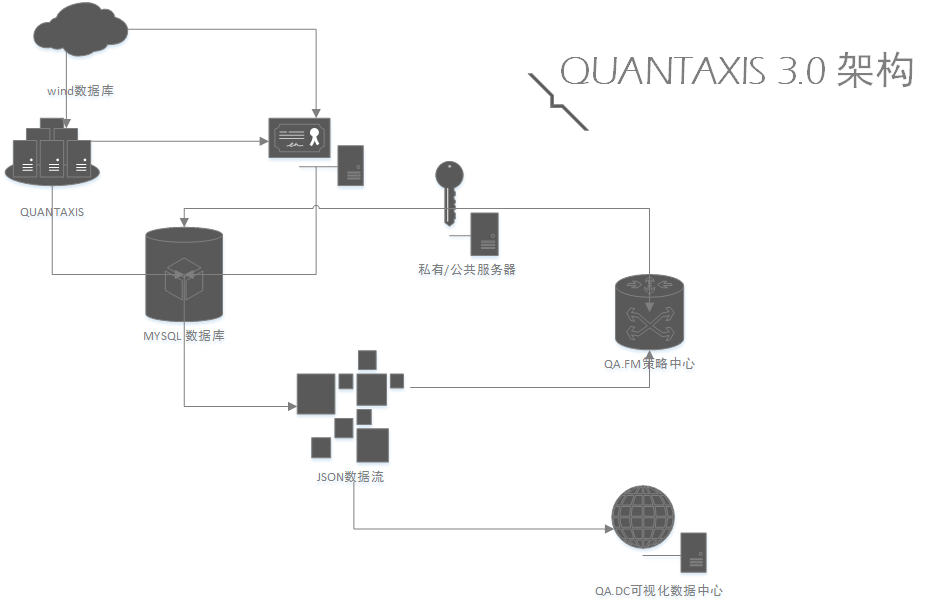 QUANTAXIS 3.0 架构
wind数据库
QUANTAXIS
私有/公共服务器
MYSQL 数据库
QA.FM策略中心
JSON数据流
QA.DC可视化数据中心